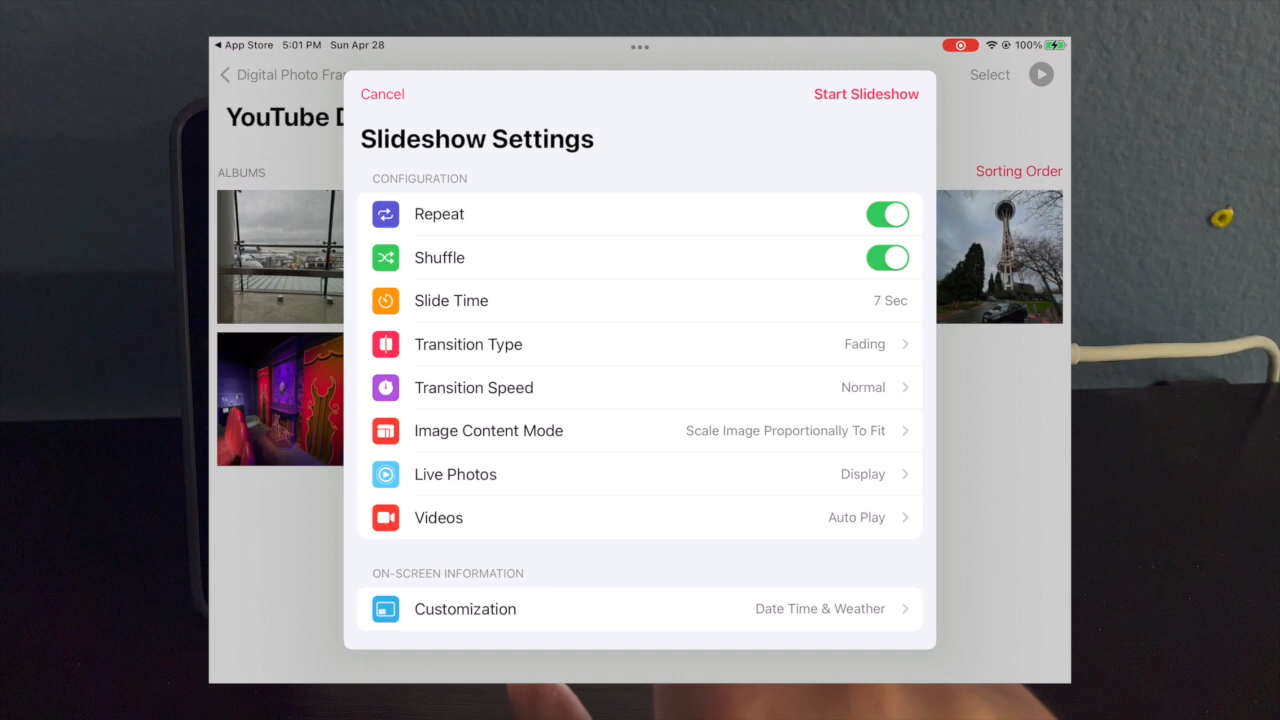 App Store 5:01 PM Sun Apr 28
100%
Digital Photo Fra
Select
YouTube D
ALBUMS
Sorting Order
Cancel
Start Slideshow
Slideshow Settings
CONFIGURATION
Repeat
Shuffle
Slide Time 7 Sec
Transition Type Fading
Transition Speed Normal
Image Content Mode Scale Image Proportionally To Fit
Live Photos Display
Videos Auto Play
ON-SCREEN INFORMATION
Customization Date Time & Weather